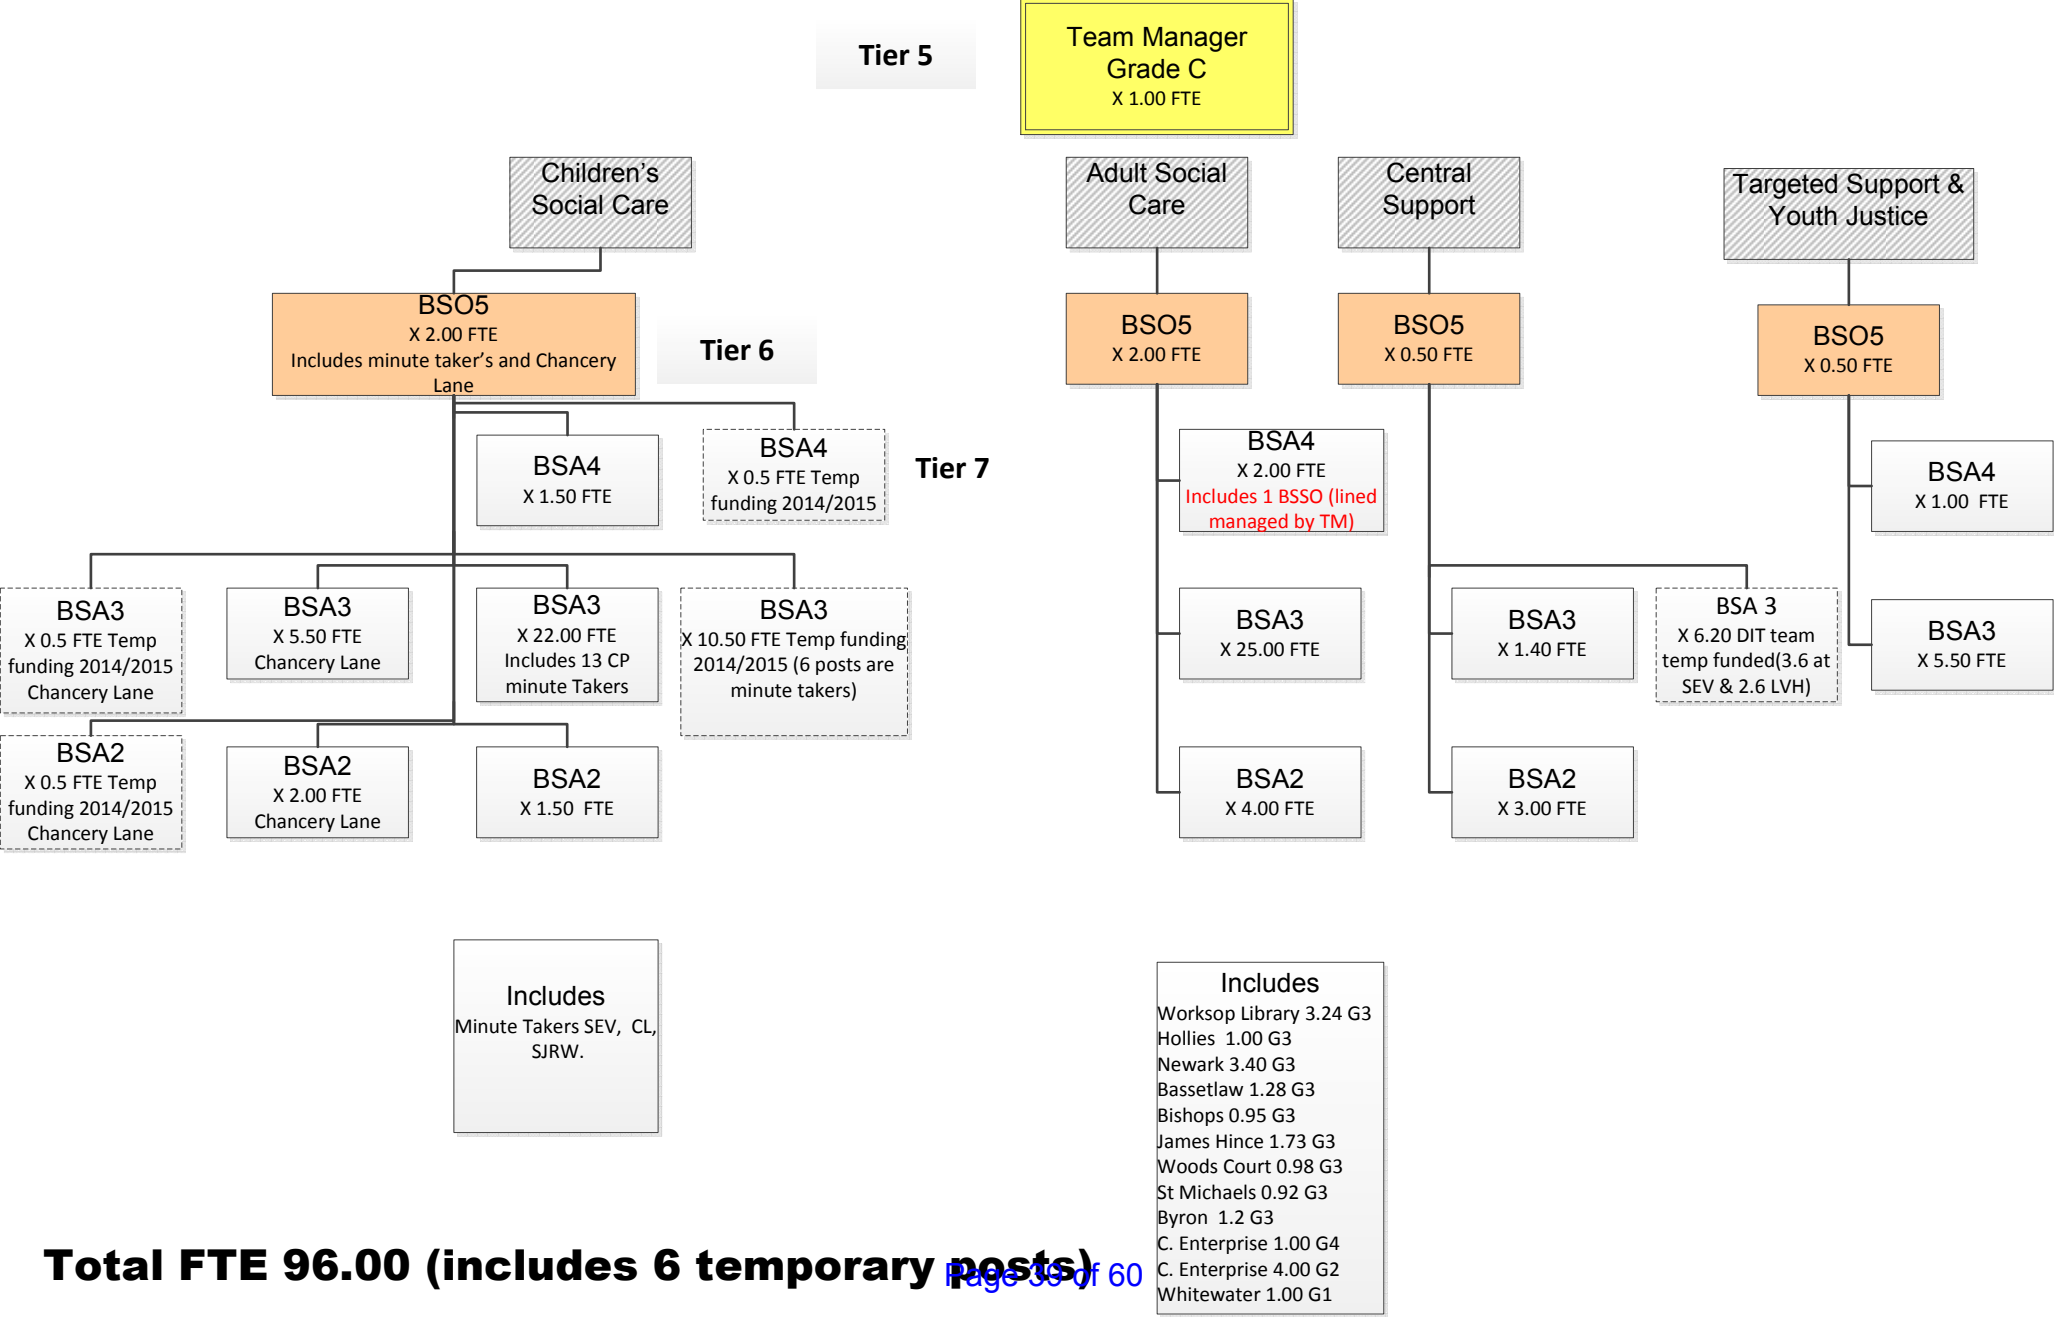 Tier 5
Team Manager
Grade C
X 1.00 FTE
Children's
Social Care
Adult Social
Care
Central
Support
Targeted Support &
Youth Justice
BSO5
X 2.00 FTE
Includes minute taker's and Chancery
Lane
Tier 6
BSO5
X 2.00 FTE
BSO5
X 0.50 FTE
BSO5
X 0.50 FTE
BSA4
X 1.50 FTE
BSA4
X 0.5 FTE Temp
funding 2014/2015
Tier 7
BSA4
X 2.00 FTE
Includes 1 BSSO (lined
managed by TM)
BSA4
X 1.00 FTE
BSA3
X 0.5 FTE Temp
funding 2014/2015
Chancery Lane
BSA3
X 5.50 FTE
Chancery Lane
BSA3
X 22.00 FTE
Includes 13 CP
minute Takers
BSA3
X 10.50 FTE Temp funding
2014/2015 (6 posts are
minute takers)
BSA3
X 25.00 FTE
BSA3
X 1.40 FTE
BSA 3
X 6.20 DIT team
temp funded(3.6 at
SEV & 2.6 LVH)
BSA3
X 5.50 FTE
BSA2
X 0.5 FTE Temp
funding 2014/2015
Chancery Lane
BSA2
X 2.00 FTE
Chancery Lane
BSA2
X 1.50 FTE
BSA2
X 4.00 FTE
BSA2
X 3.00 FTE
Includes
Minute Takers SEV, CL,
SJRW.
Includes
Worksop Library 3.24 G3
Hollies 1.00 G3
Newark 3.40 G3
Bassetlaw 1.28 G3
Bishops 0.95 G3
James Hince 1.73 G3
Woods Court 0.98 G3
St Michaels 0.92 G3
Byron 1.2 G3
C. Enterprise 1.00 G4
C. Enterprise 4.00 G2
Whitewater 1.00 G1
Total FTE 96.00 (includes 6 temporary posts)
Page 39 of 60